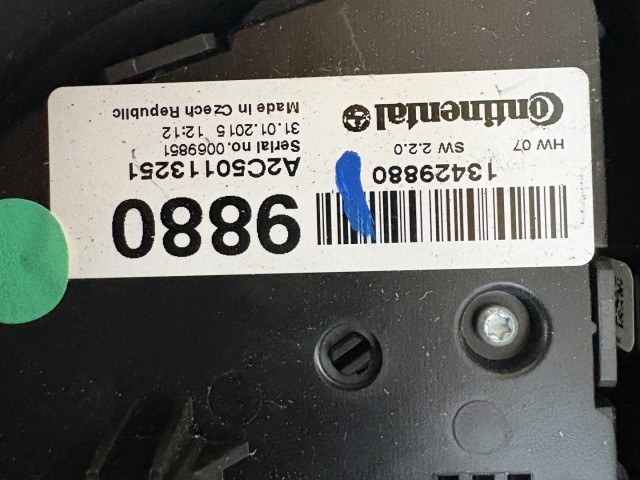 Continental
HW 07 SW 2.2.0
13429880
9880
A2C50113251
Serial no. 0069851
31.01.2015 12:12
Made In Czech Republic